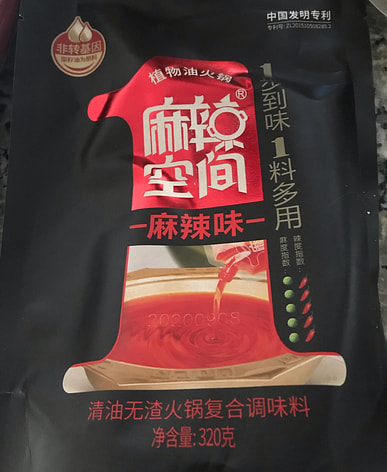 中国发明专利
非转基因
植物油火锅
麻辣
空间
®
麻辣味
1步到味 1料多用
辣度指数:
麻度指数:
20200905
清油无渣火锅复合调味料
净含量:320克